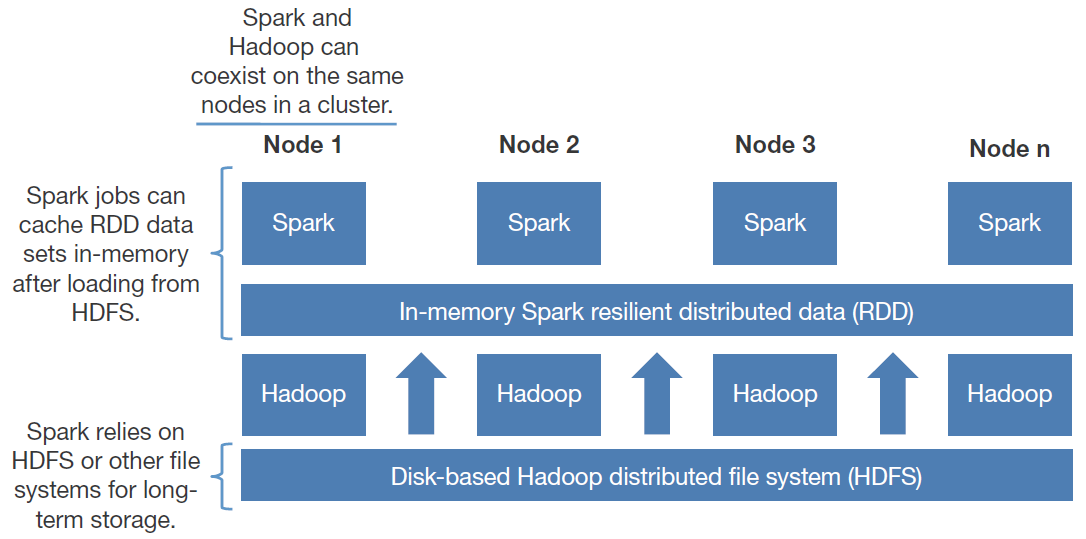 Spark and
Hadoop can
coexist on the same
nodes in a cluster.
Node 1
Node 2
Node 3
Node n
Spark jobs can
cache RDD data
sets in-memory
after loading from
HDFS.
Spark
Spark
Spark
Spark
In-memory Spark resilient distributed data (RDD)
Hadoop
Hadoop
Hadoop
Hadoop
Spark relies on
HDFS or other file
systems for long-
term storage.
Disk-based Hadoop distributed file system (HDFS)